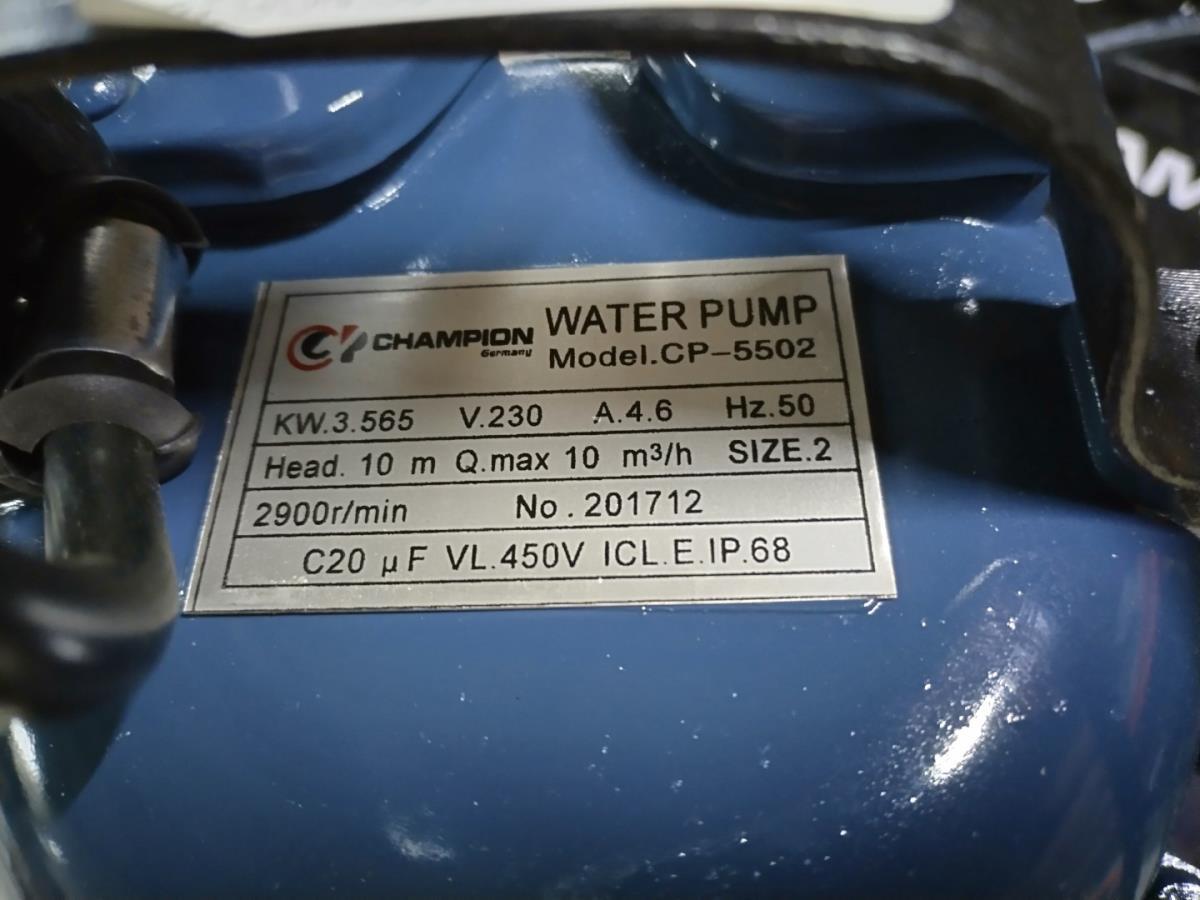 AM
CHAMPION
Germany
WATER PUMP
Model.CP-5502
KW.3.565 V.230 A.4.6 Hz.50
Head. 10 m Q.max 10 m³/h SIZE.2
2900r/min No.201712
C20 µF VL.450V ICL.E.IP.68